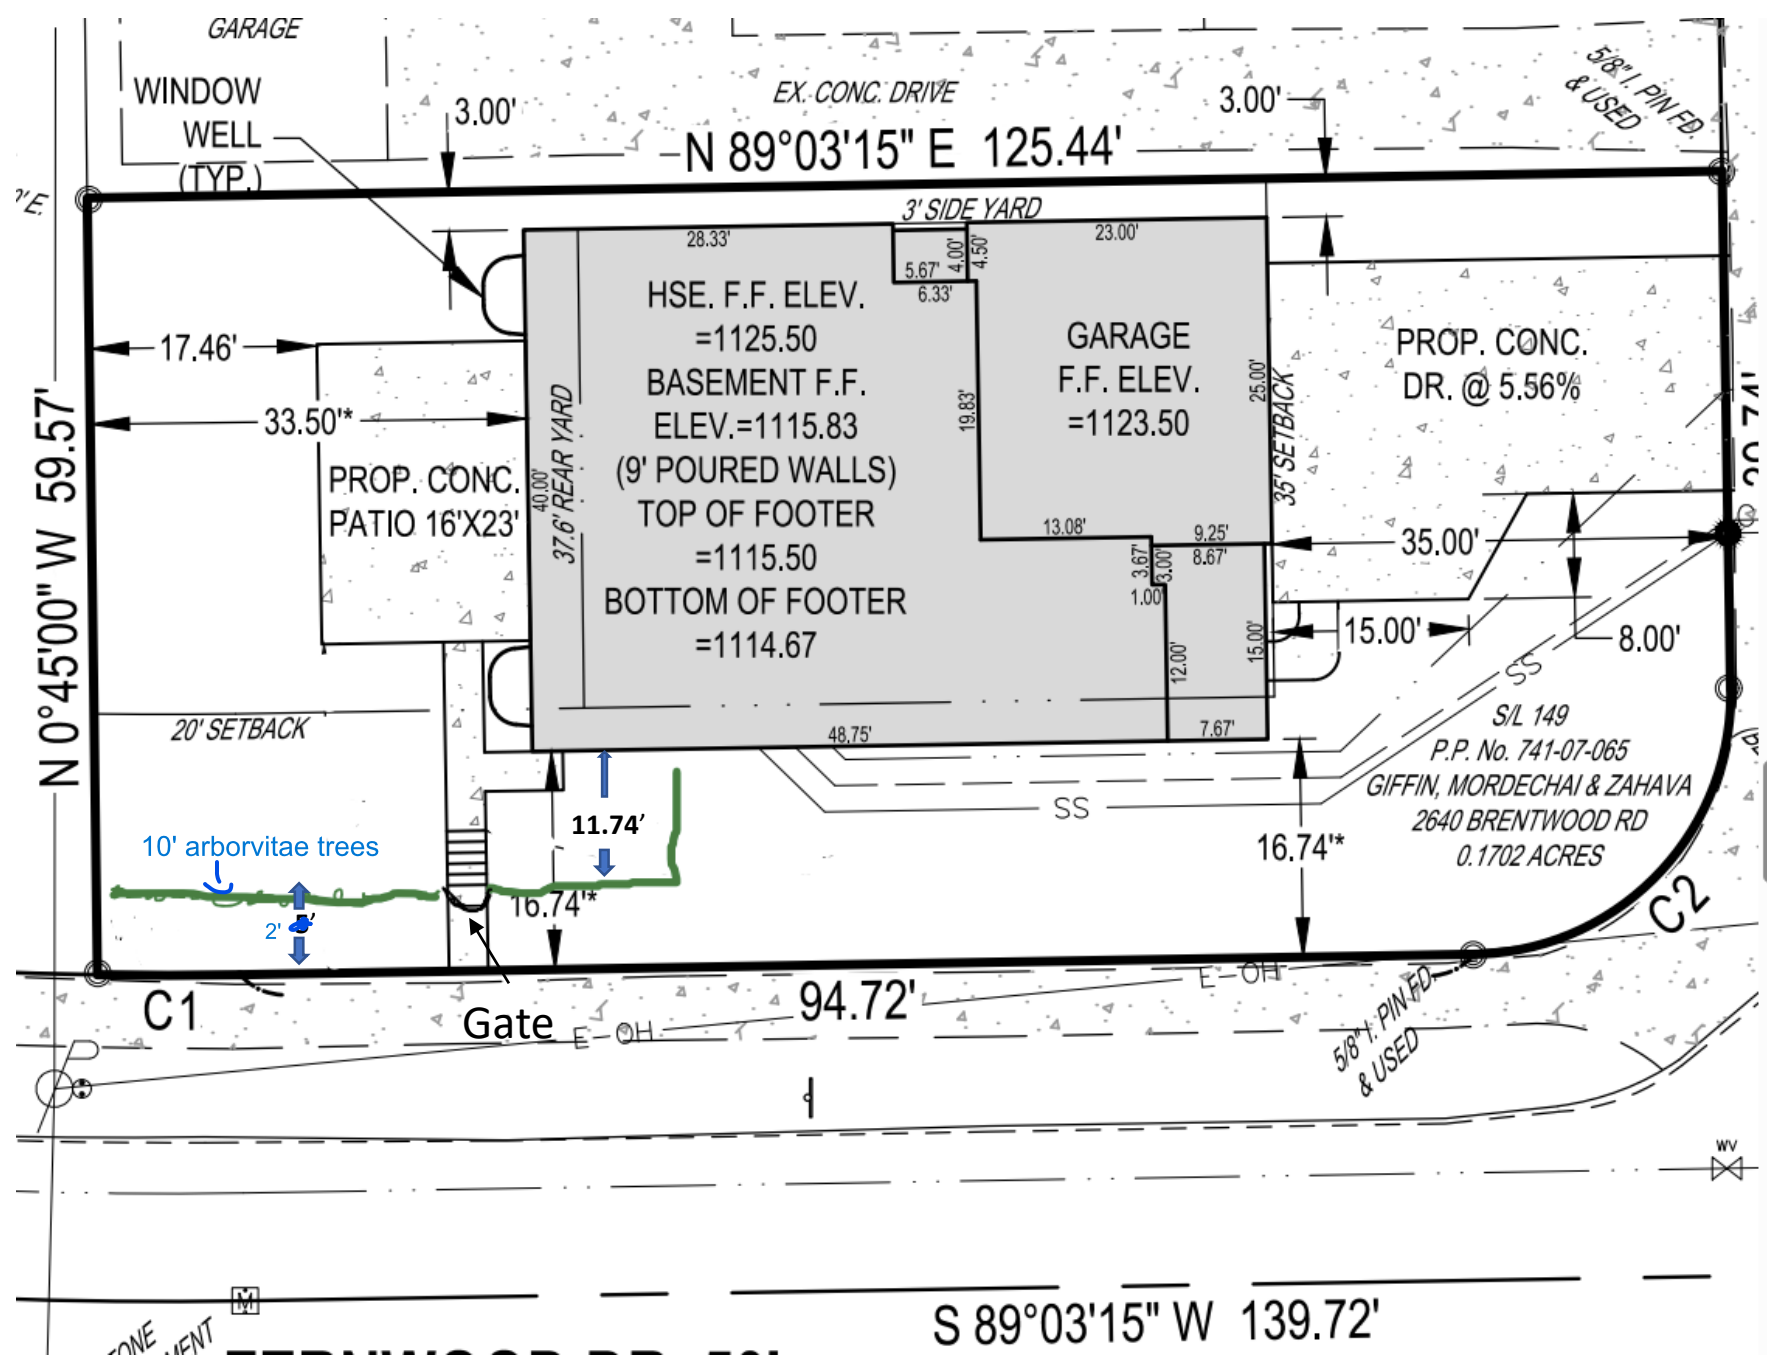 GARAGE
WINDOW
WELL
(TYP.)
3.00'
EX. CONC. DRIVE
3.00'
5/8" I. PIN FD.
& USED
N 89°03'15" E 125.44'
3' SIDE YARD
28.33'
5.67'
6.33'
4.00'
4.50'
23.00'
HSE. F.F. ELEV.
=1125.50
BASEMENT F.F.
ELEV.=1115.83
(9' POURED WALLS)
TOP OF FOOTER
=1115.50
BOTTOM OF FOOTER
=1114.67
GARAGE
F.F. ELEV.
=1123.50
PROP. CONC.
DR. @ 5.56%
17.46'
33.50'*
PROP. CONC.
PATIO 16'X23'
N 0°45'00" W 59.57'
40.00'
37.6' REAR YARD
19.83'
25.00'
35' SETBACK
13.08'
9.25'
8.67'
3.67'
3.00'
1.00'
12.00'
15.00'
35.00'
15.00'
8.00'
SS
20' SETBACK
48.75'
7.67'
S/L 149
P.P. No. 741-07-065
GIFFIN, MORDECHAI & ZAHAVA
2640 BRENTWOOD RD
0.1702 ACRES
SS
11.74'
10' arborvitae trees
2'
16.74'*
16.74'*
C2
C1
Gate
94.72'
E-OH
E-OH
5/8" I. PIN FD.
& USED
P
WV
M
S 89°03'15" W 139.72'